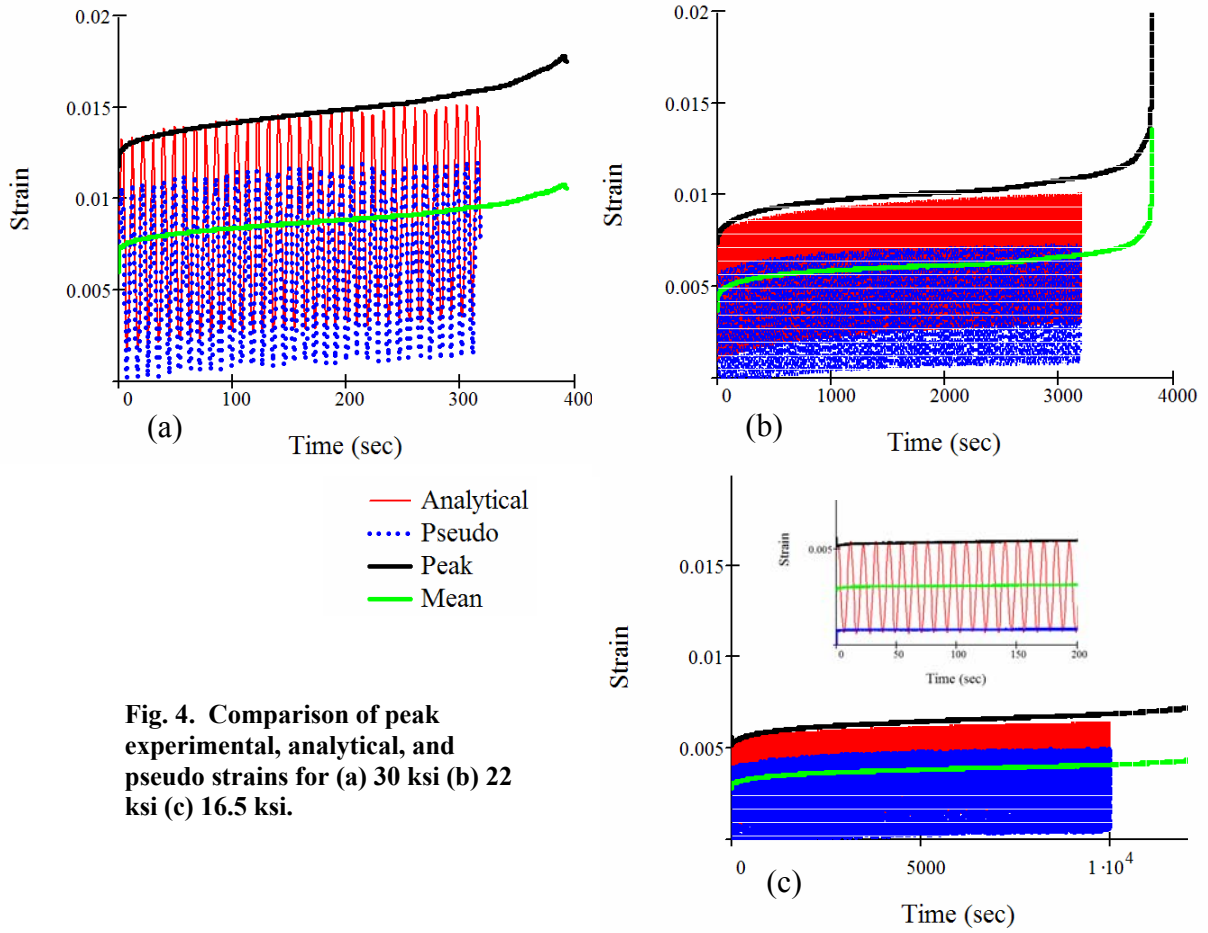 0.02
0.015
0.01
0.005
Strain
0 100 200 300 400
(a)
Time (sec)
0.02
0.015
0.01
0.005
Strain
0 1000 2000 3000 4000
(b)
Time (sec)
Analytical
Pseudo
Peak
Mean
Fig. 4. Comparison of peak
experimental, analytical, and
pseudo strains for (a) 30 ksi (b) 22
ksi (c) 16.5 ksi.
0.015
0.01
0.005
Strain
0 5000 1·10⁴
(c)
Time (sec)
Strain
0.005
0 50 100 150 200
Time (sec)